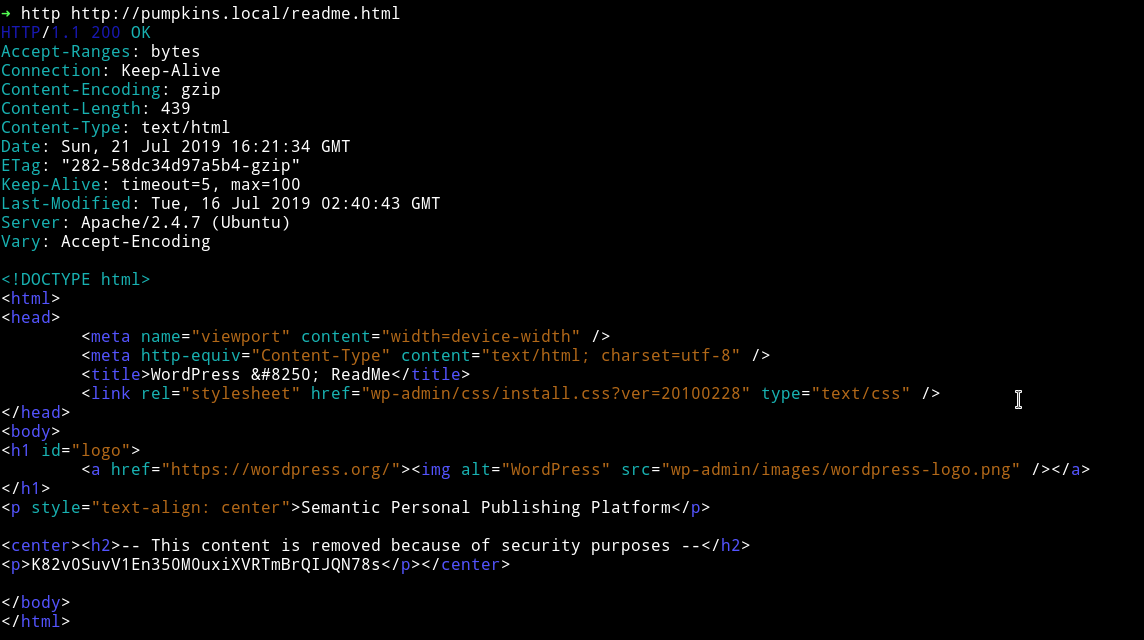 ➜ http http://pumpkins.local/readme.html
HTTP/1.1 200 OK
Accept-Ranges: bytes
Connection: Keep-Alive
Content-Encoding: gzip
Content-Length: 439
Content-Type: text/html
Date: Sun, 21 Jul 2019 16:21:34 GMT
ETag: "282-58dc34d97a5b4-gzip"
Keep-Alive: timeout=5, max=100
Last-Modified: Tue, 16 Jul 2019 02:40:43 GMT
Server: Apache/2.4.7 (Ubuntu)
Vary: Accept-Encoding
<!DOCTYPE html>
<html>
<head>
<meta name="viewport" content="width=device-width" />
<meta http-equiv="Content-Type" content="text/html; charset=utf-8" />
<title>WordPress &#8250; ReadMe</title>
<link rel="stylesheet" href="wp-admin/css/install.css?ver=20100228" type="text/css" />
</head>
<body>
<h1 id="logo">
<a href="https://wordpress.org/"><img alt="WordPress" src="wp-admin/images/wordpress-logo.png" /></a>
</h1>
<p style="text-align: center">Semantic Personal Publishing Platform</p>
<center><h2>-- This content is removed because of security purposes --</h2>
<p>K82v0SuvV1En350M0uxiXVRTmBrQIJQN78s</p></center>
</body>
</html>